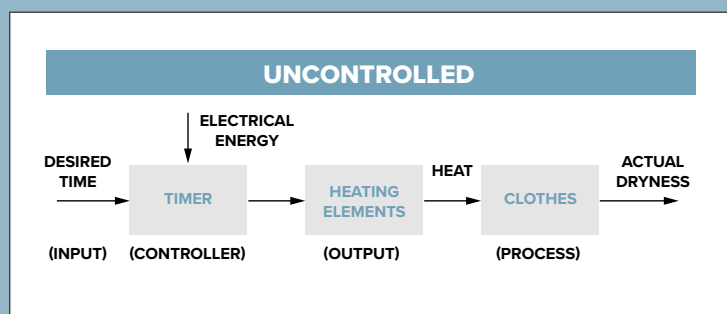 UNCONTROLLED
ELECTRICAL
ENERGY
DESIRED
TIME
TIMER
HEATING
ELEMENTS
HEAT
CLOTHES
ACTUAL
DRYNESS
(INPUT)
(CONTROLLER)
(OUTPUT)
(PROCESS)